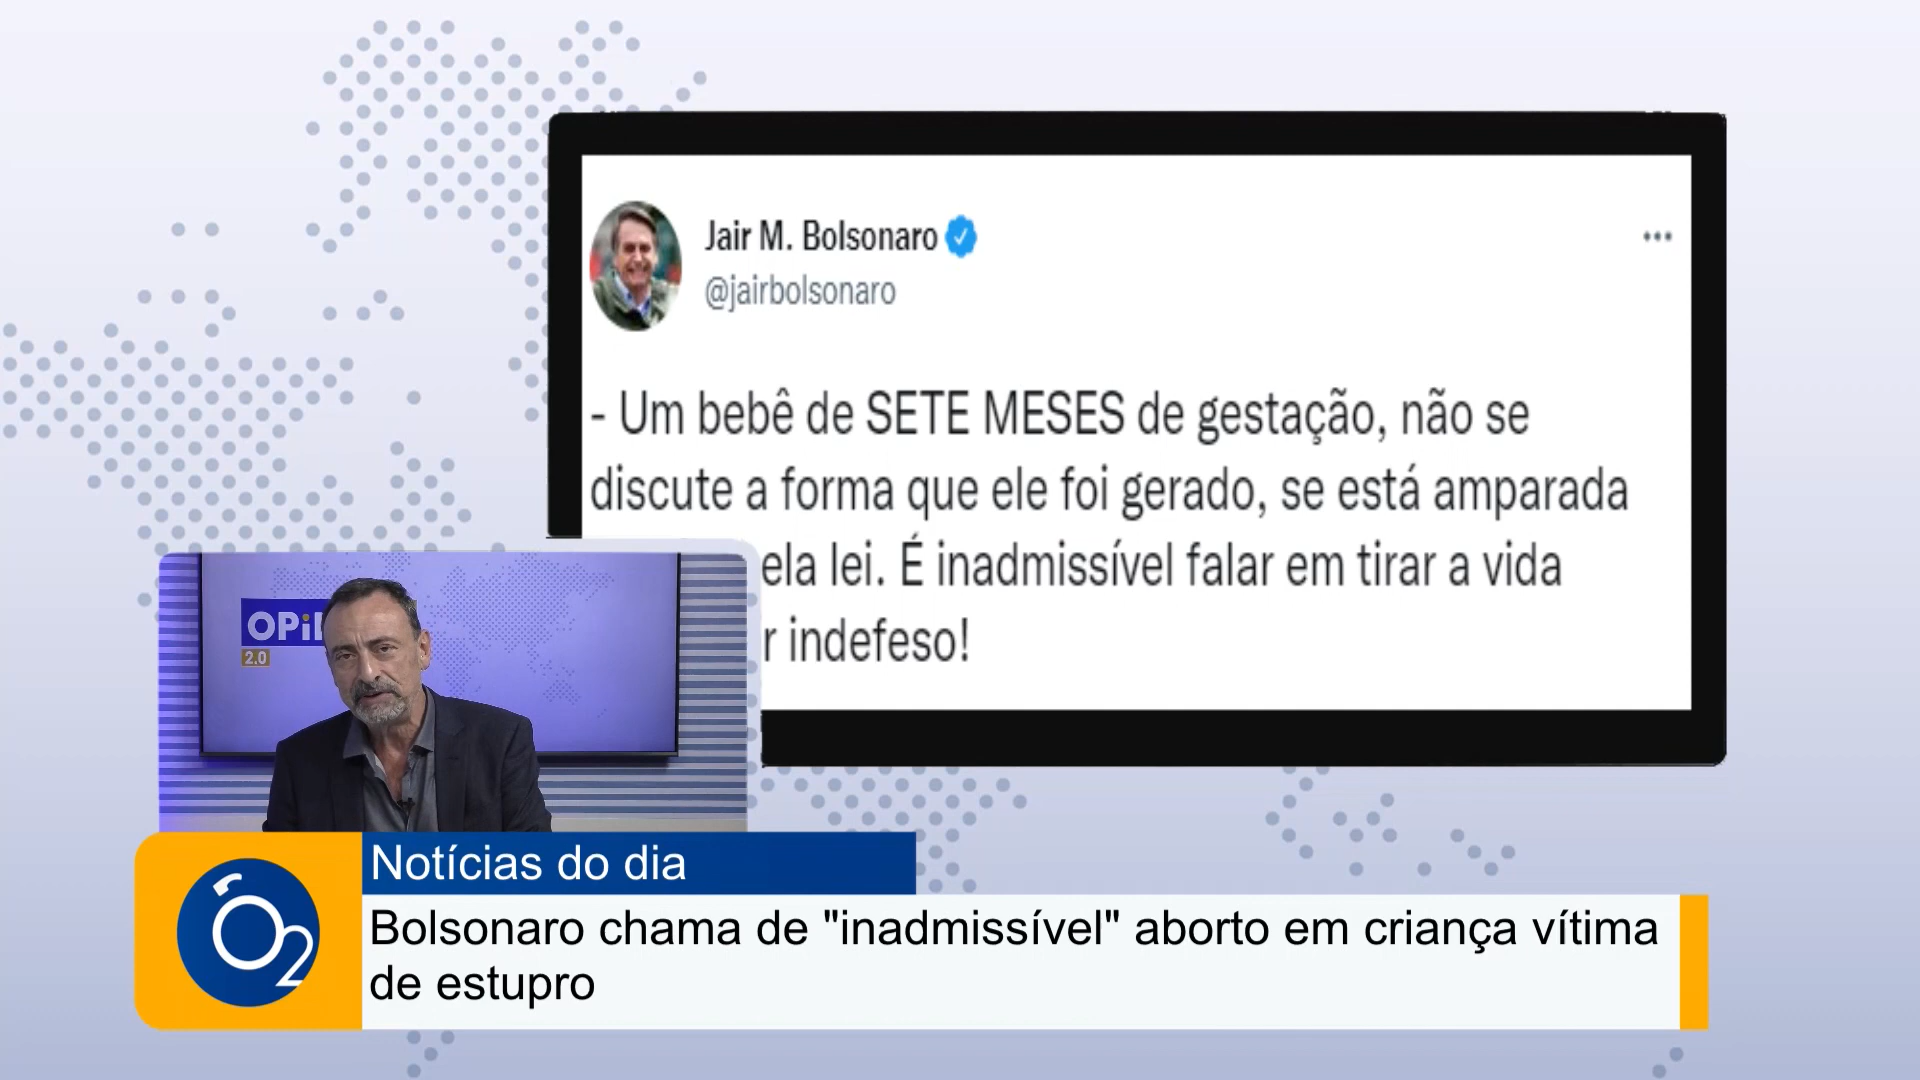 Jair M. Bolsonaro
@jairbolsonaro
- Um bebê de SETE MESES de gestação, não se
discute a forma que ele foi gerado, se está amparada
ela lei. É inadmissível falar em tirar a vida
r indefeso!
OPi
2.0
Notícias do dia
O2
Bolsonaro chama de "inadmissível" aborto em criança vítima
de estupro